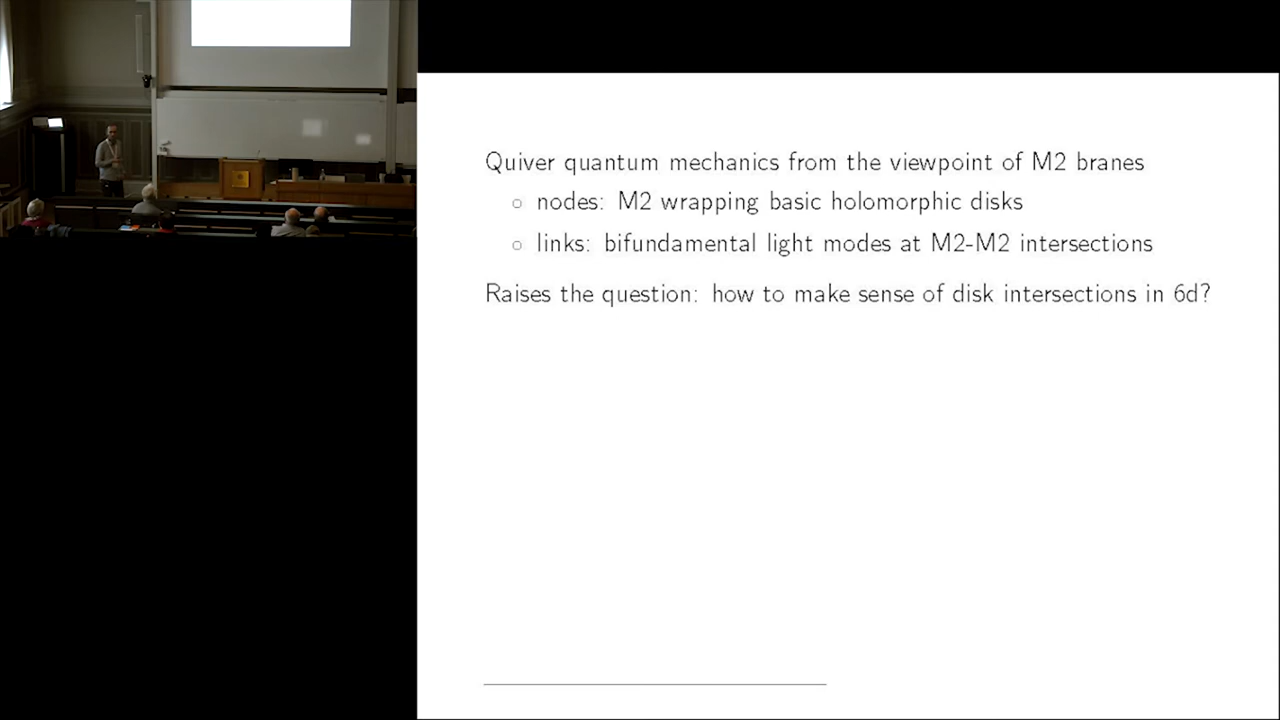 Quiver quantum mechanics from the viewpoint of M2 branes
◦ nodes: M2 wrapping basic holomorphic disks
◦ links: bifundamental light modes at M2-M2 intersections
Raises the question: how to make sense of disk intersections in 6d?